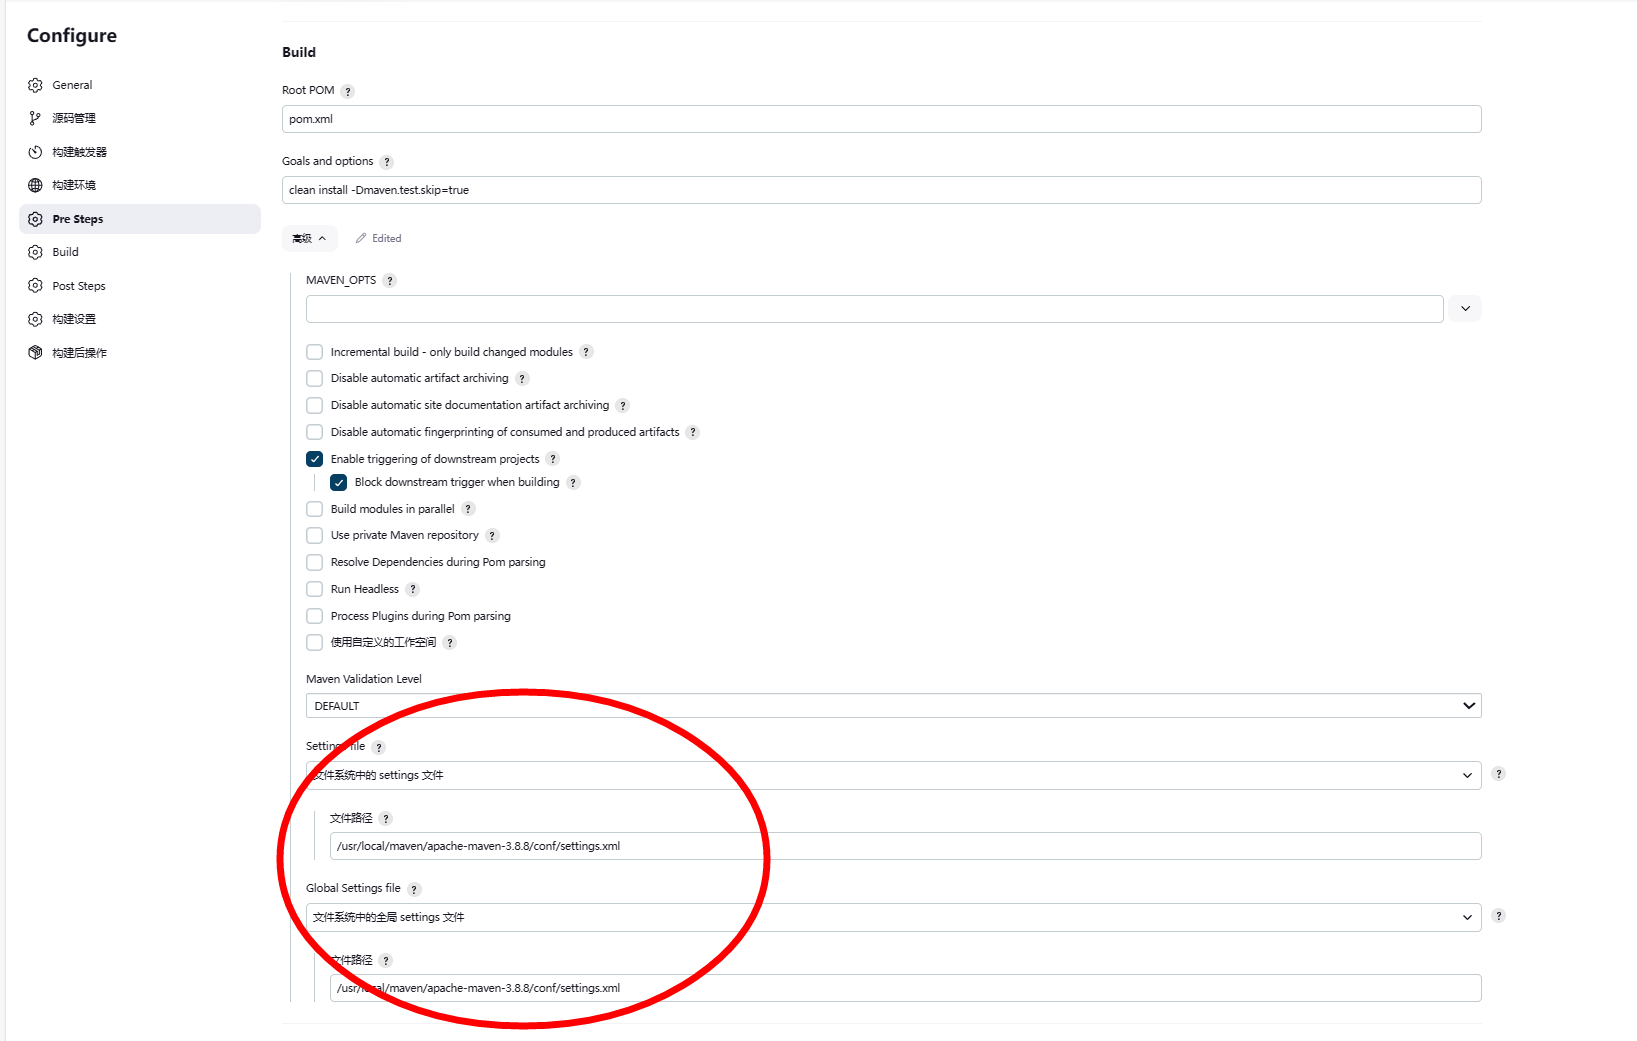 Configure
General
源码管理
构建触发器
构建环境
Pre Steps
Build
Post Steps
构建设置
构建后操作
Build
Root POM ?
pom.xml
Goals and options ?
clean install -Dmaven.test.skip=true
高级 Edited
MAVEN_OPTS ?
Incremental build - only build changed modules ?
Disable automatic artifact archiving ?
Disable automatic site documentation artifact archiving ?
Disable automatic fingerprinting of consumed and produced artifacts ?
Enable triggering of downstream projects ?
Block downstream trigger when building ?
Build modules in parallel ?
Use private Maven repository ?
Resolve Dependencies during Pom parsing
Run Headless ?
Process Plugins during Pom parsing
使用自定义的工作空间 ?
Maven Validation Level
DEFAULT
Settings file ?
文件系统中的 settings 文件 ?
文件路径 ?
/usr/local/maven/apache-maven-3.8.8/conf/settings.xml
Global Settings file ?
文件系统中的全局 settings 文件 ?
文件路径 ?
/usr/local/maven/apache-maven-3.8.8/conf/settings.xml